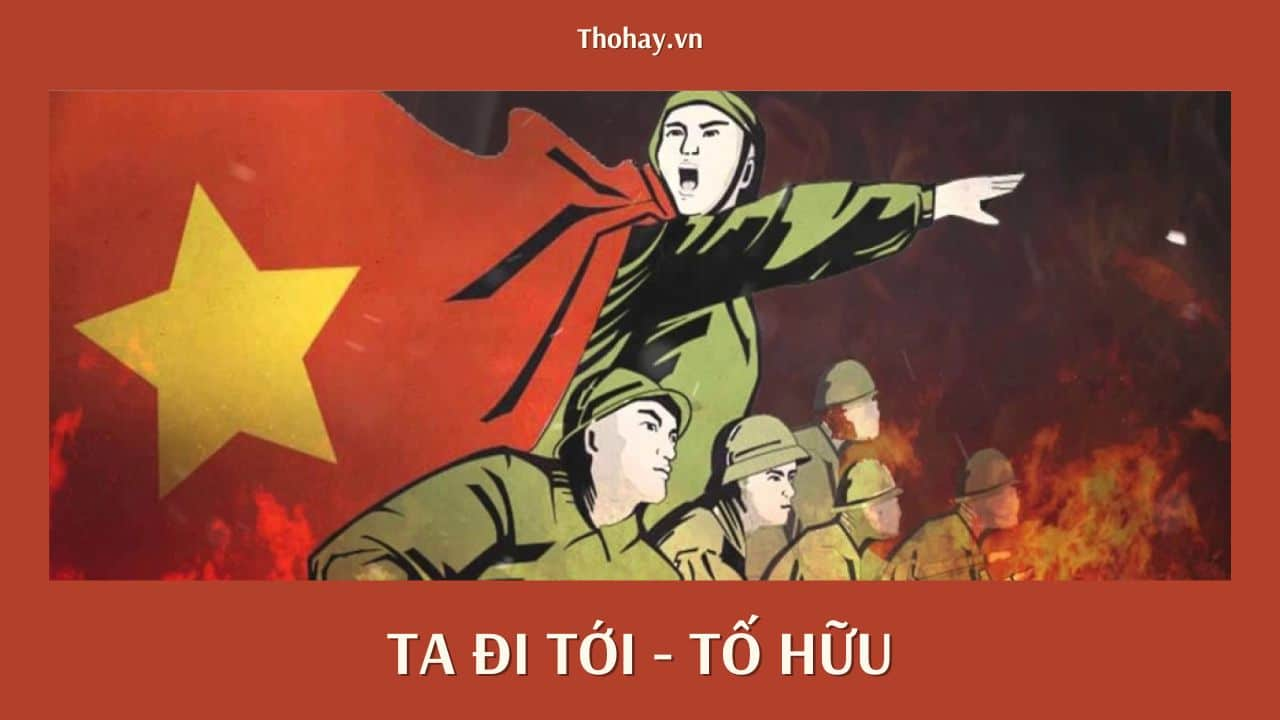 Thohay.vn
TA ĐI TỚI - TỐ HỮU